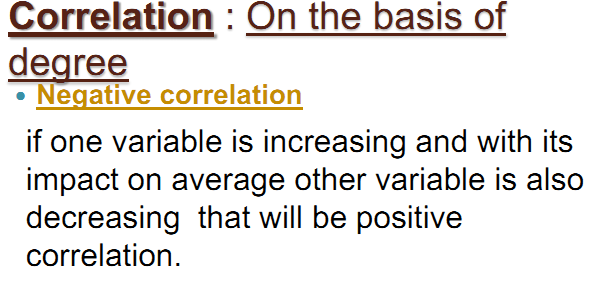 Correlation : On the basis of
degree
• Negative correlation
if one variable is increasing and with its
impact on average other variable is also
decreasing  that will be positive
correlation.